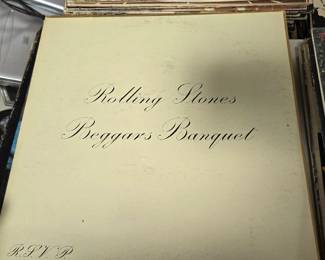 Rolling Stones
Beggars Banquet
R.S.V.P.